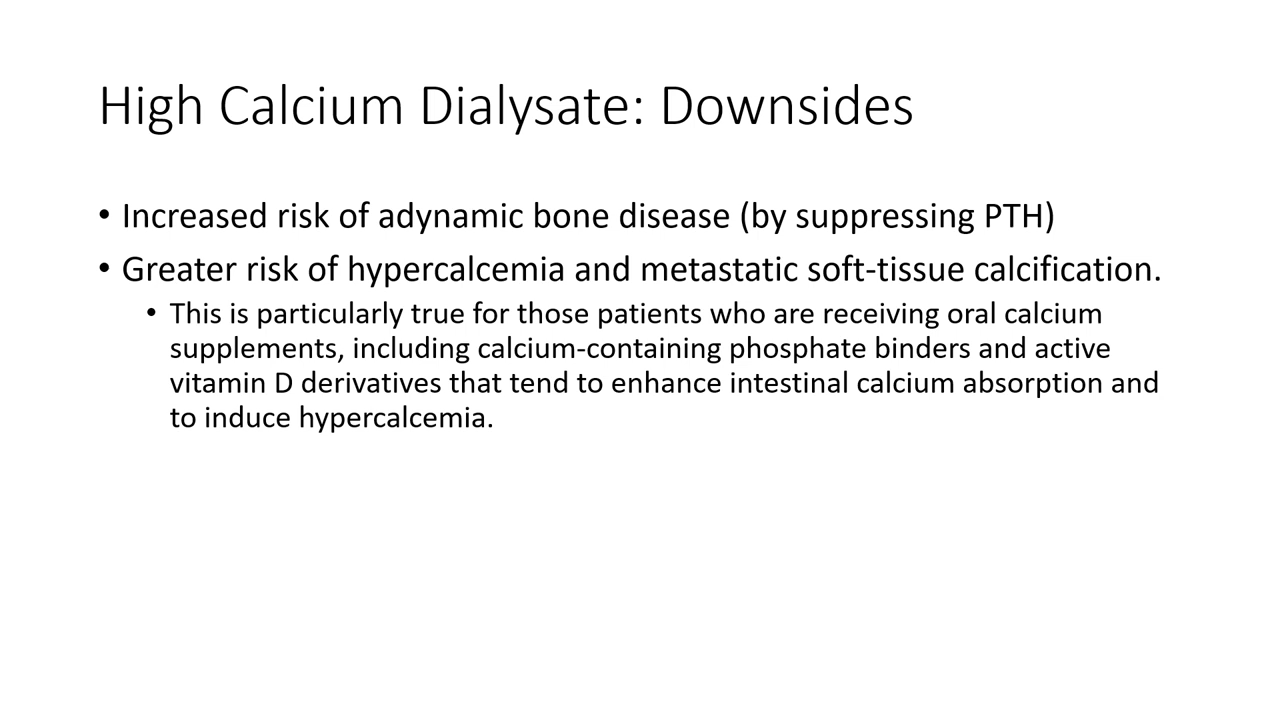 High Calcium Dialysate: Downsides
• Increased risk of adynamic bone disease (by suppressing PTH)
• Greater risk of hypercalcemia and metastatic soft-tissue calcification.
• This is particularly true for those patients who are receiving oral calcium
supplements, including calcium-containing phosphate binders and active
vitamin D derivatives that tend to enhance intestinal calcium absorption and
to induce hypercalcemia.